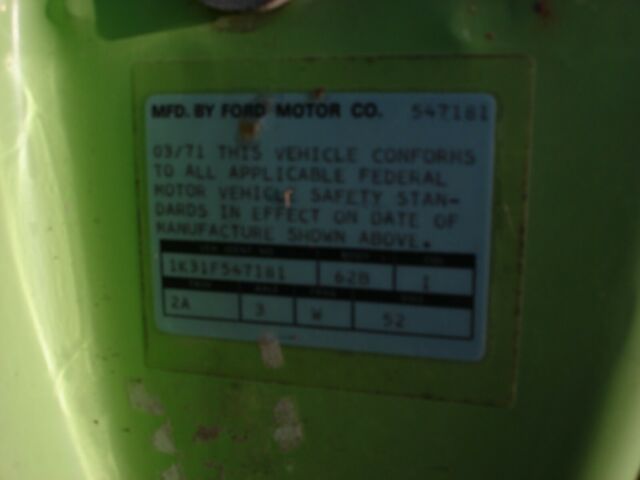 MFD. BY FORD MOTOR CO. 547181
03/71 THIS VEHICLE CONFORMS
TO ALL APPLICABLE FEDERAL
MOTOR VEHICLE SAFETY STAN-
DARDS IN EFFECT ON DATE OF
MANUFACTURE SHOWN ABOVE.
1K31F547181 62B 1
2A 3 W 52